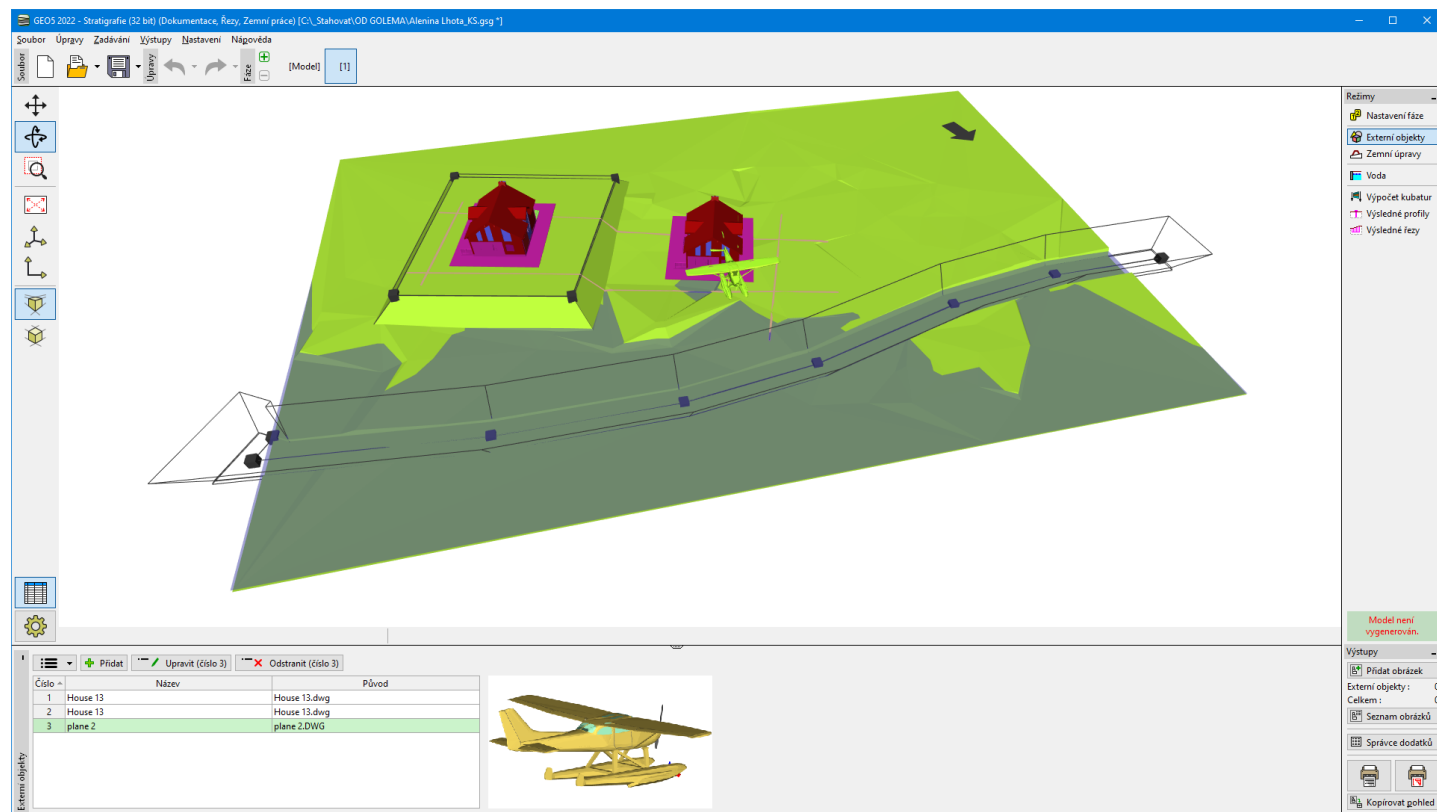 GEO5 2022 - Stratigrafie (32 bit) (Dokumentace, Řezy, Zemní práce) [C:\_Stahovat\OD GOLEMA\Alenina Lhota_KS.gsg *]
Soubor Úpravy Zadávání Výstupy Nastavení Nápověda
Soubor
Úpravy
Fáze
[Model] [1]
Režimy
Nastavení fáze
Externí objekty
Zemní úpravy
Voda
Výpočet kubatur
Výsledné profily
Výsledné řezy
Model není
vygenerován.
Přidat
Upravit (číslo 3)
Odstranit (číslo 3)
Číslo Název Původ
1 House 13 House 13.dwg
2 House 13 House 13.dwg
3 plane 2 plane 2.DWG
Externí objekty
Výstupy
Přidat obrázek
Externí objekty : 0
Celkem : 0
Seznam obrázků
Správce dodatků
Kopírovat pohled